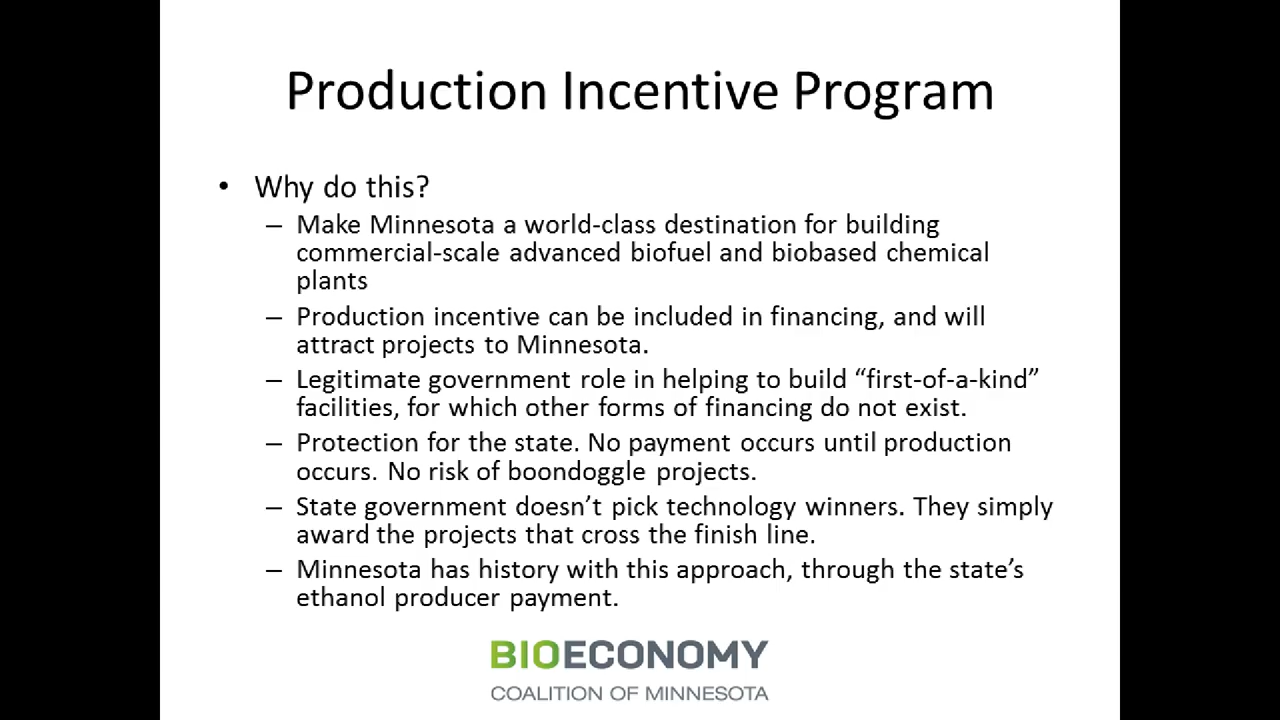 Production Incentive Program
• Why do this?
– Make Minnesota a world-class destination for building
commercial-scale advanced biofuel and biobased chemical
plants
– Production incentive can be included in financing, and will
attract projects to Minnesota.
– Legitimate government role in helping to build “first-of-a-kind”
facilities, for which other forms of financing do not exist.
– Protection for the state. No payment occurs until production
occurs. No risk of boondoggle projects.
– State government doesn’t pick technology winners. They simply
award the projects that cross the finish line.
– Minnesota has history with this approach, through the state’s
ethanol producer payment.
BIOECONOMY
COALITION OF MINNESOTA